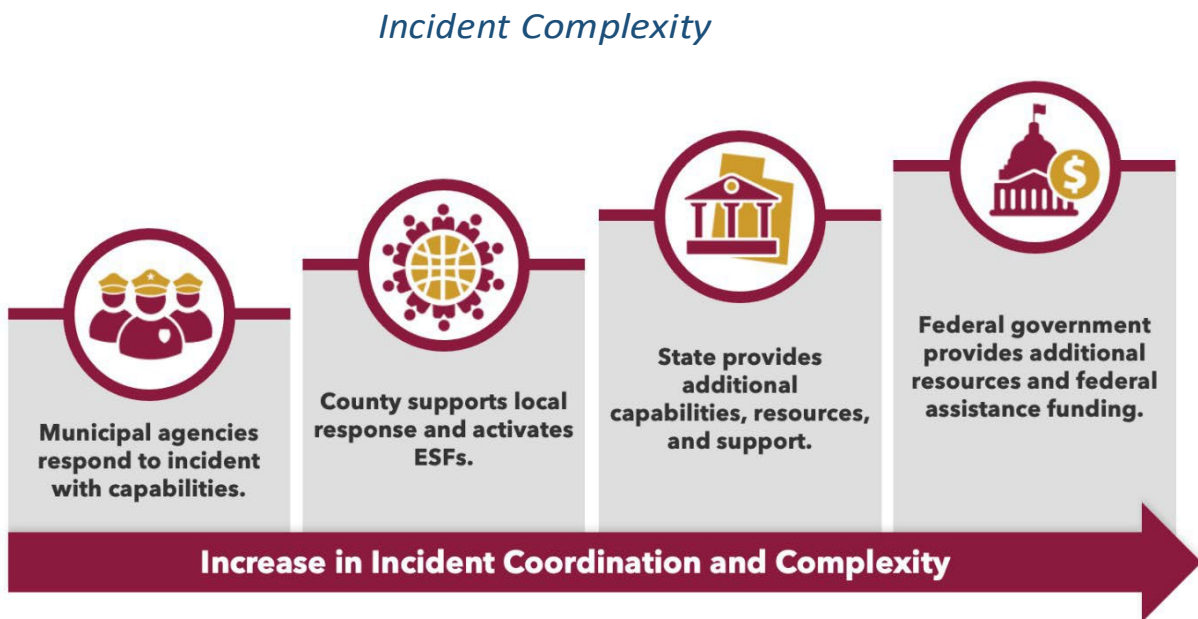 Incident Complexity
Municipal agencies
respond to incident
with capabilities.
County supports local
response and activates
ESFs.
State provides
additional
capabilities, resources,
and support.
Federal government
provides additional
resources and federal
assistance funding.
$
Increase in Incident Coordination and Complexity